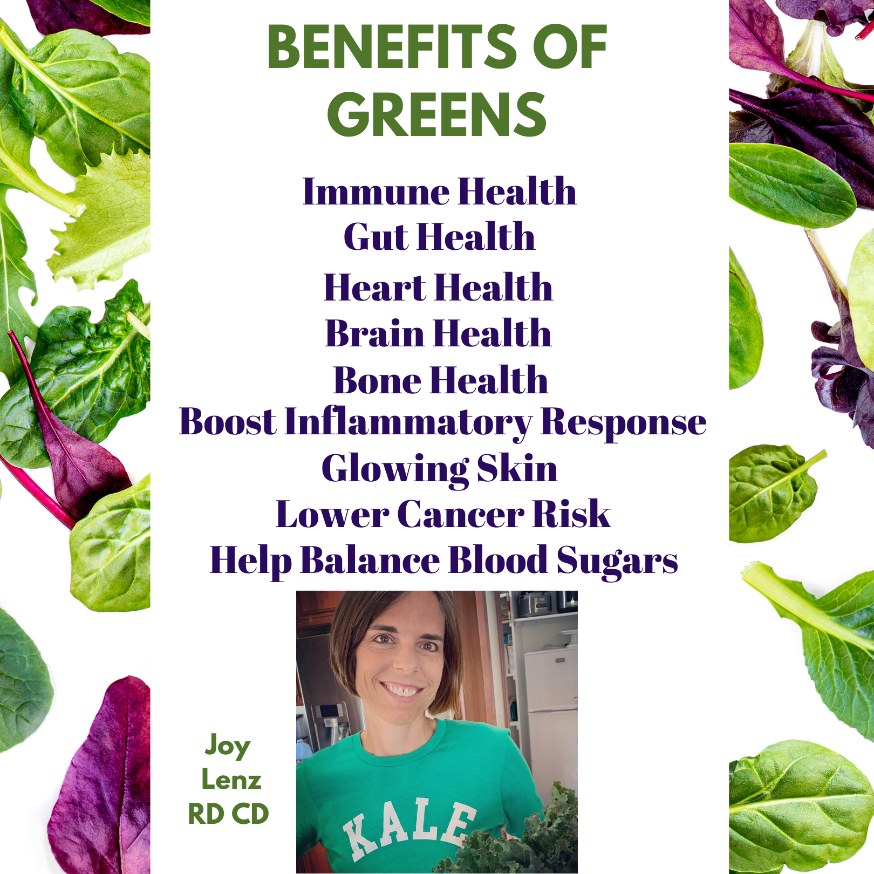 BENEFITS OF
GREENS
Immune Health
Gut Health
Heart Health
Brain Health
Bone Health
Boost Inflammatory Response
Glowing Skin
Lower Cancer Risk
Help Balance Blood Sugars
Joy
Lenz
RD CD
KALE